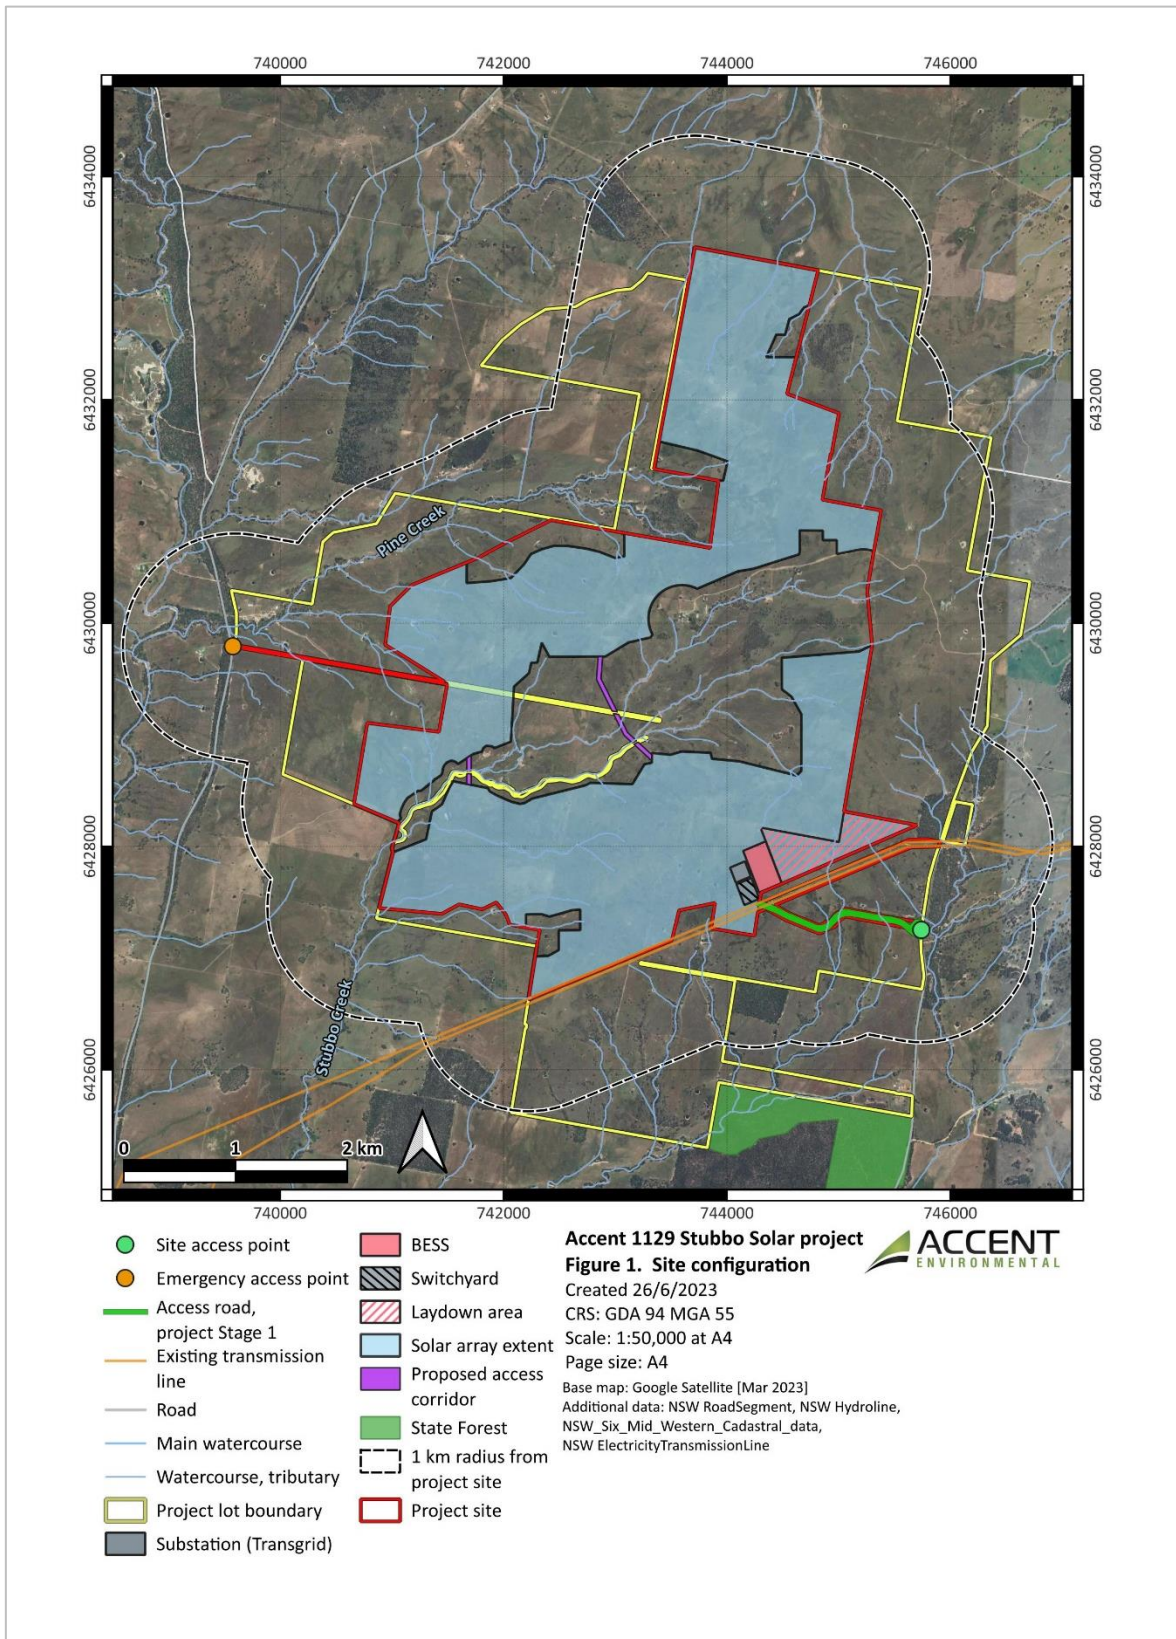 740000 742000 744000 746000
6434000 6434000
6432000 6432000
Pine Creek
6430000 6430000
6428000 6428000
Stubbo Creek
6426000 6426000
0 1 2 km
740000 742000 744000 746000
Site access point
Emergency access point
Access road,
project Stage 1
Existing transmission
line
Road
Main watercourse
Watercourse, tributary
Project lot boundary
Substation (Transgrid)
BESS
Switchyard
Laydown area
Solar array extent
Proposed access
corridor
State Forest
1 km radius from
project site
Project site
Accent 1129 Stubbo Solar project
Figure 1. Site configuration
Created 26/6/2023
CRS: GDA 94 MGA 55
Scale: 1:50,000 at A4
Page size: A4
Base map: Google Satellite [Mar 2023]
Additional data: NSW RoadSegment, NSW Hydroline,
NSW_Six_Mid_Western_Cadastral_data,
NSW ElectricityTransmissionLine
ACCENT
ENVIRONMENTAL